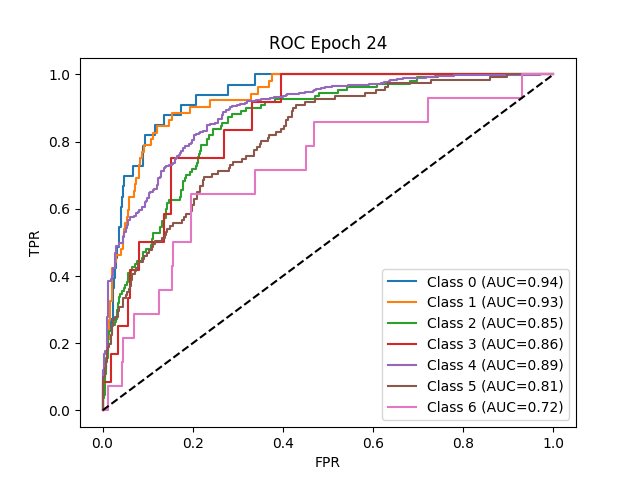 ROC Epoch 24
TPR
1.0
0.8
0.6
0.4
0.2
0.0
Class 0 (AUC=0.94)
Class 1 (AUC=0.93)
Class 2 (AUC=0.85)
Class 3 (AUC=0.86)
Class 4 (AUC=0.89)
Class 5 (AUC=0.81)
Class 6 (AUC=0.72)
0.0 0.2 0.4 0.6 0.8 1.0
FPR